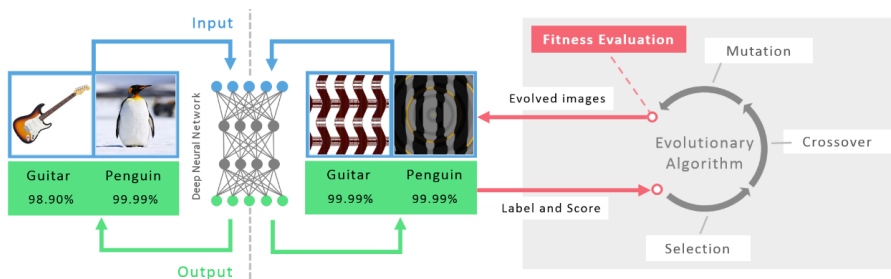 Input
Fitness Evaluation
Mutation
Evolved images
Deep Neural Network
Evolutionary
Algorithm
Crossover
Guitar Penguin
98.90% 99.99%
Guitar Penguin
99.99% 99.99%
Label and Score
Selection
Output